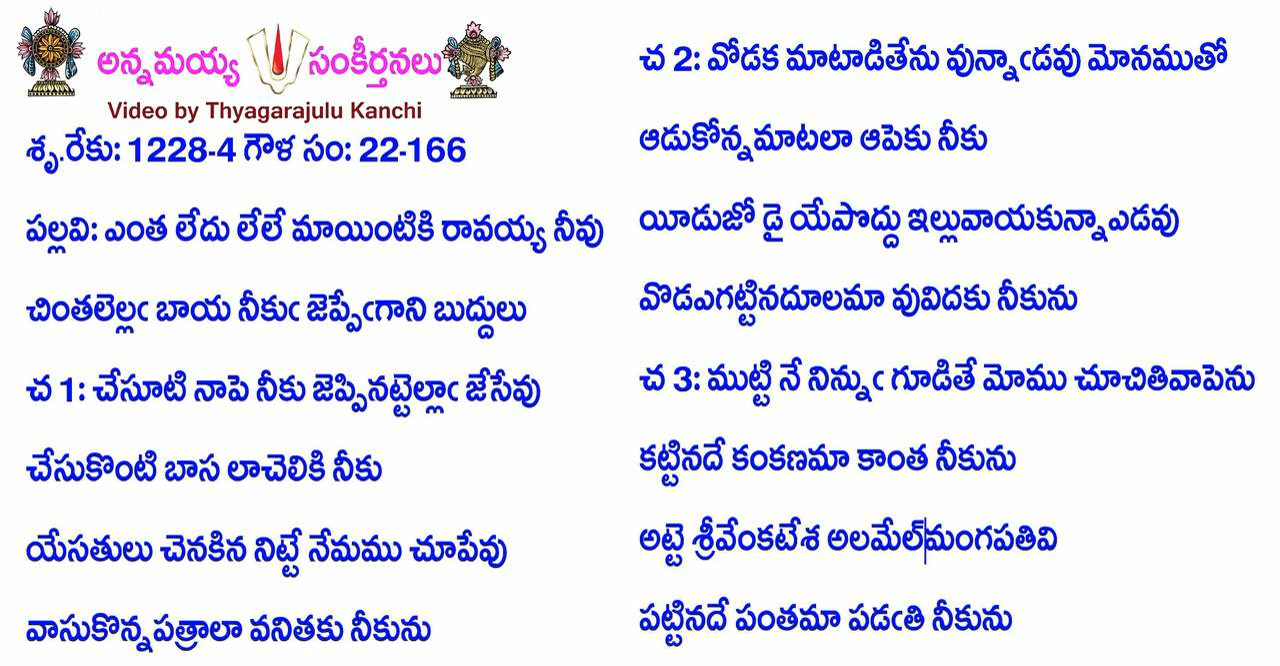 అన్నమయ్య సంకీర్తనలు
Video by Thyagarajulu Kanchi
శృ.రేకు: 1228-4 గౌళ సం: 22-166
పల్లవి: ఎంత లేదు లేలే మాయింటికి రావయ్య నీవు
చింతలెల్లఁ బాయ నీకుఁ జెప్పేఁగాని బుద్దులు
చ 1: చేసూటి నాపె నీకు జెప్పినట్టెల్లాఁ జేసేవు
చేసుకొంటి బాస లాచెలికి నీకు
యేసతులు చెనకిన నిట్టే నేమము చూపేవు
వాసుకొన్నపత్రాలా వనితకు నీకును
చ 2: వోడక మాటాడితేను వున్నాఁడవు మోనముతో
ఆడుకోన్నమాటలా ఆపెకు నీకు
యీడుజో డై యేపొద్దు ఇల్లువాయకున్నాఎడవు
వొడఎగట్టినదూలమా వువిదకు నీకును
చ 3: ముట్టి నే నిన్నుఁ గూడితే మోము చూచితివాపెను
కట్టినదే కంకణమా కాంత నీకును
అట్టె శ్రీవేంకటేశ అలమేల్‌మంగపతివి
పట్టినదే పంతమా పడఁతి నీకును